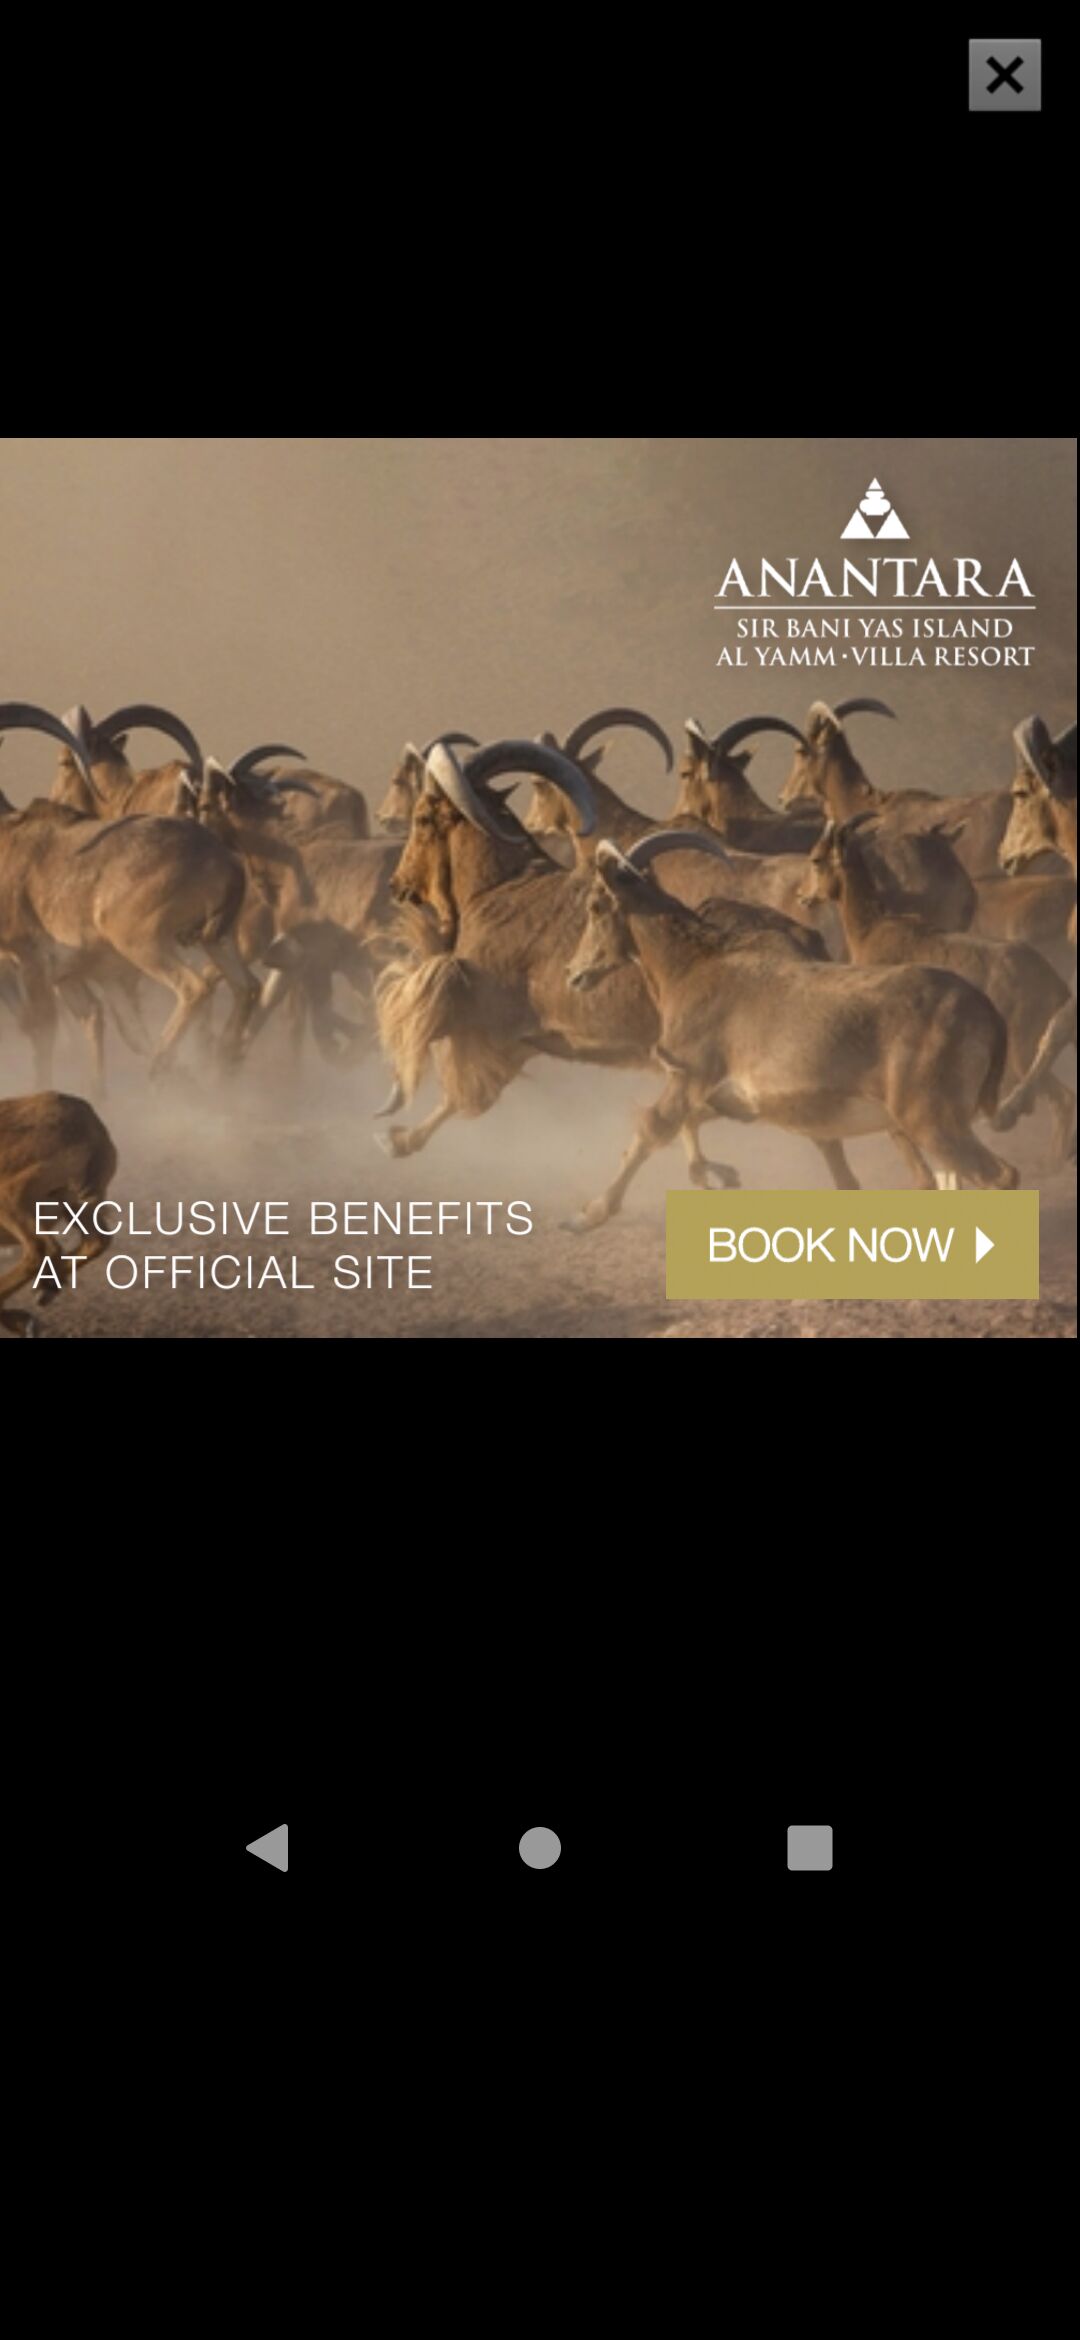 ANANTARA
SIR BANI YAS ISLAND
AL YAMM · VILLA RESORT
EXCLUSIVE BENEFITS
AT OFFICIAL SITE
BOOK NOW